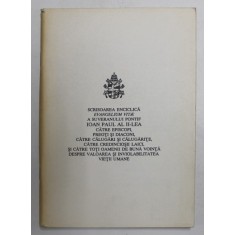 SCRISOAREA ENCICLICĂ
EVANGELIUM VITAE
A SUVERANULUI PONTIF
IOAN PAUL AL II-LEA
CĂTRE EPISCOPI,
PREOȚI ȘI DIACONI,
CĂTRE CĂLUGĂRI ȘI CĂLUGĂRIȚE,
CĂTRE CREDINCIOȘII LAICI,
ȘI CĂTRE TOȚI OAMENII DE BUNĂ VOINȚĂ
DESPRE VALOAREA ȘI INVIOLABILITATEA
VIEȚII UMANE